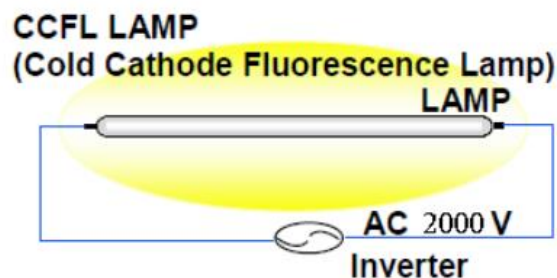 CCFL LAMP
(Cold Cathode Fluorescence Lamp)
LAMP
AC 2000 V
Inverter